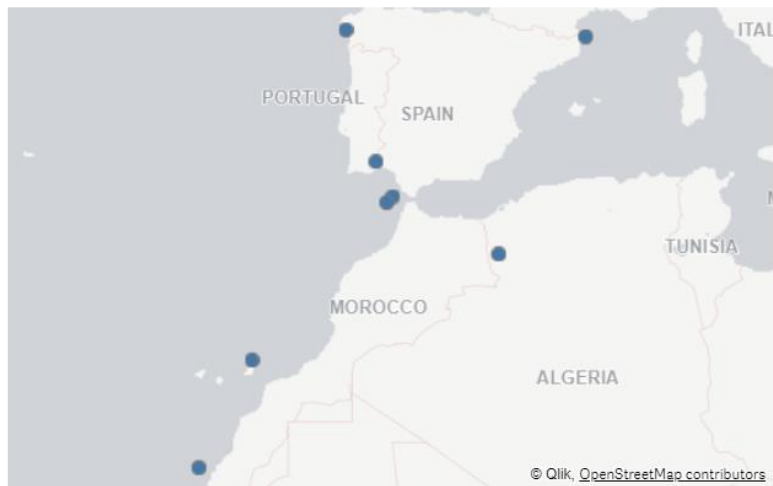 ITAL
PORTUGAL
SPAIN
TUNISIA
MOROCCO
ALGERIA
© Qlik, OpenStreetMap contributors